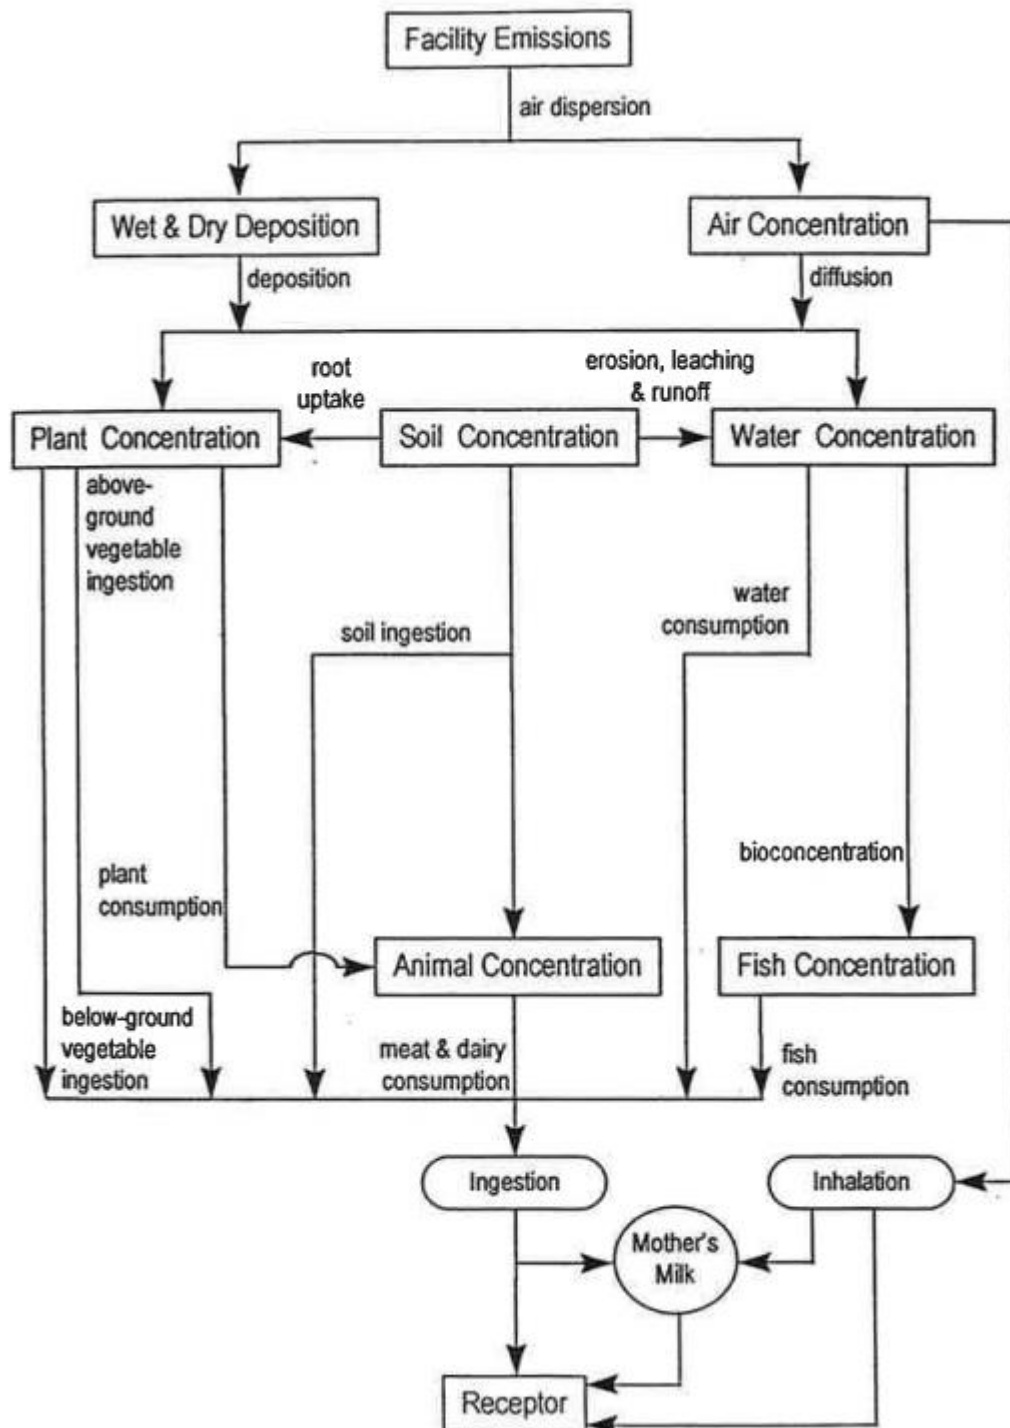 Facility Emissions
air dispersion
Wet & Dry Deposition
Air Concentration
deposition
diffusion
root
uptake
erosion, leaching
& runoff
Plant Concentration
Soil Concentration
Water Concentration
above-
ground
vegetable
ingestion
soil ingestion
water
consumption
plant
consumption
bioconcentration
Animal Concentration
Fish Concentration
below-ground
vegetable
ingestion
meat & dairy
consumption
fish
consumption
Ingestion
Inhalation
Mother's
Milk
Receptor